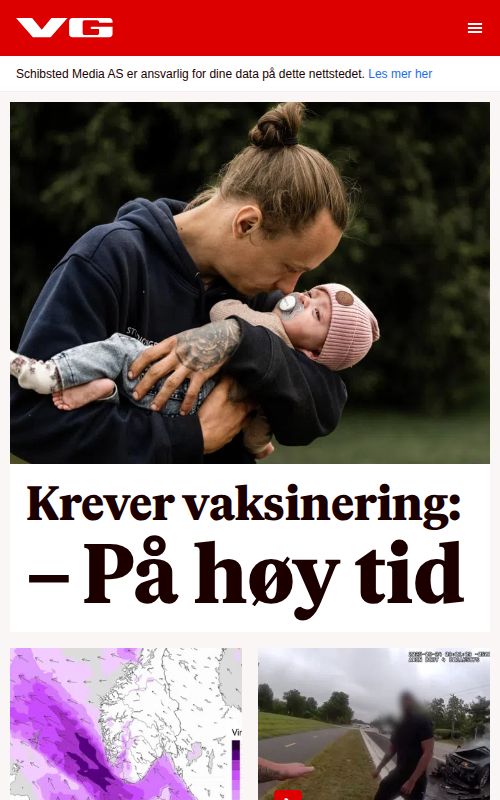 VG
Schibsted Media AS er ansvarlig for dine data på dette nettstedet. Les mer her
Krever vaksinering:
– På høy tid